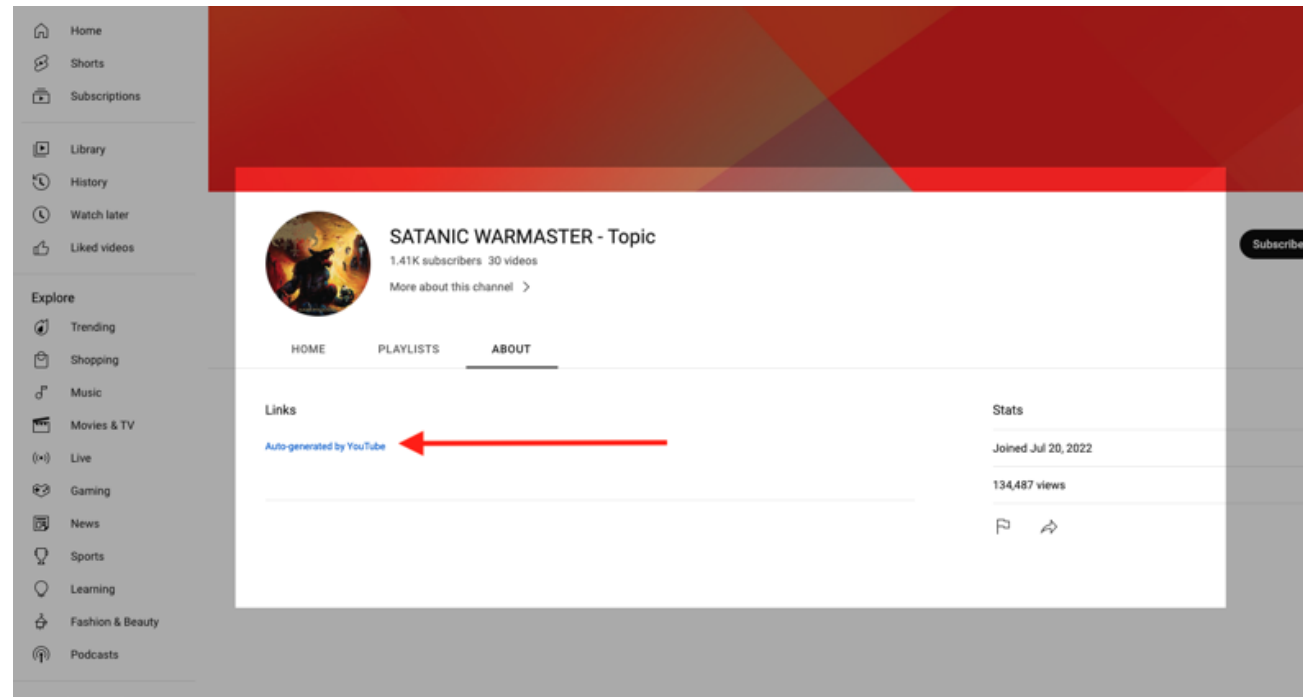 Home
Shorts
Subscriptions
Library
History
Watch later
Liked videos
Explore
Trending
Shopping
Music
Movies & TV
Live
Gaming
News
Sports
Learning
Fashion & Beauty
Podcasts
SATANIC WARMASTER - Topic
1.41K subscribers 30 videos
More about this channel
Subscribe
HOME PLAYLISTS ABOUT
Links
Auto-generated by YouTube
Stats
Joined Jul 20, 2022
134,487 views